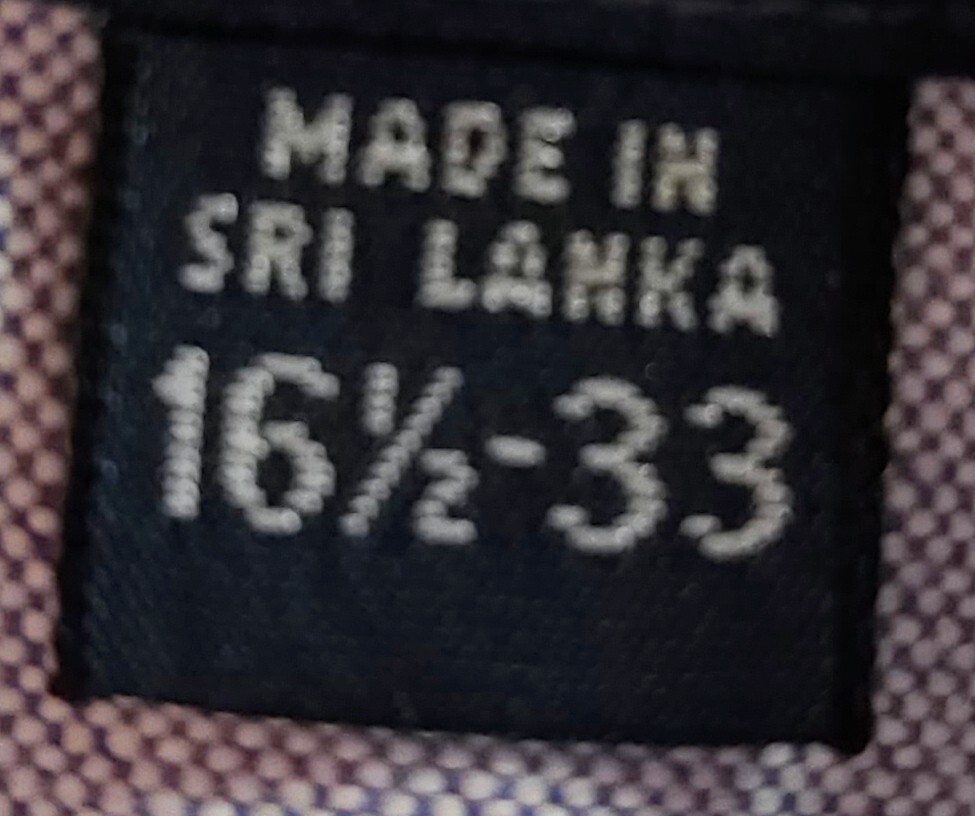 MADE IN
SRI LANKA
16½-33